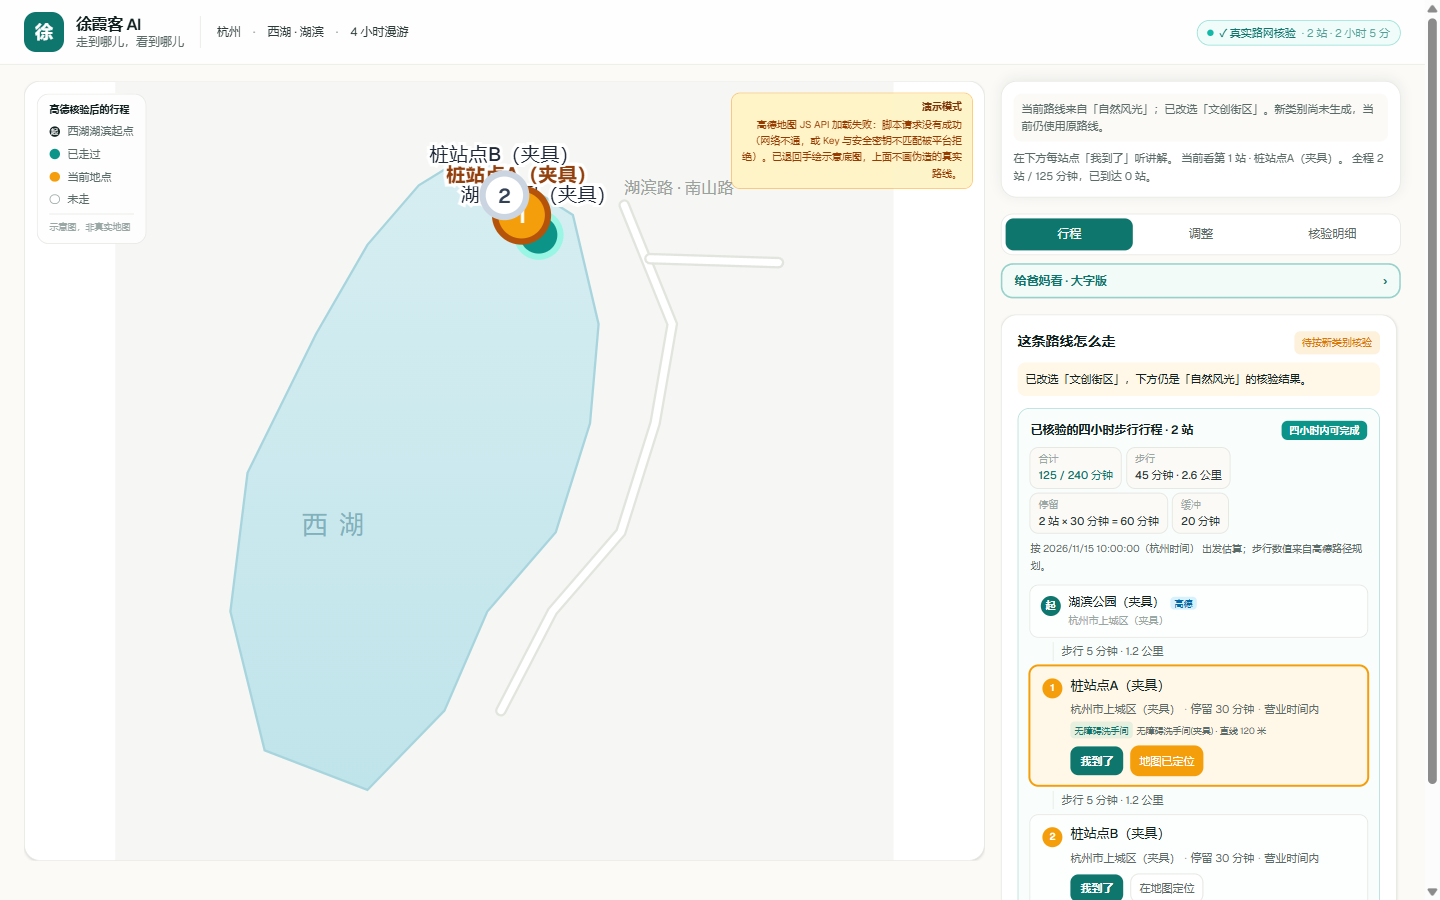 徐
徐霞客 AI
走到哪儿，看到哪儿
杭州 · 西湖·湖滨 · 4 小时漫游
✓ 真实路网核验 · 2 站 · 2 小时 5 分
高德核验后的行程
起 西湖湖滨起点
已走过
当前地点
未走
示意图，非真实地图
演示模式
高德地图 JS API 加载失败：脚本请求没有成功
（网络不通，或 Key 与安全密钥不匹配被平台拒
绝）。已退回手绘示意底图，上面不画伪造的真实
路线。
桩站点B（夹具）
桩站点（夹具）
湖（夹具）
2
1
湖滨路 · 南山路
西湖
当前路线来自「自然风光」；已改选「文创街区」。新类别尚未生成，当
前仍使用原路线。
在下方每站点「我到了」听讲解。 当前看第 1 站 · 桩站点A（夹具）。 全程 2
站 / 125 分钟，已到达 0 站。
行程
调整
核验明细
给爸妈看 · 大字版 ›
这条路线怎么走
待按新类别核验
已改选「文创街区」，下方仍是「自然风光」的核验结果。
已核验的四小时步行行程 · 2 站
四小时内可完成
合计
125 / 240 分钟
步行
45 分钟 · 2.6 公里
停留
2 站 × 30 分钟 = 60 分钟
缓冲
20 分钟
按 2026/11/15 10:00:00（杭州时间） 出发估算；步行数值来自高德路径规
划。
起 湖滨公园（夹具） 高德
杭州市上城区（夹具）
步行 5 分钟 · 1.2 公里
1 桩站点A（夹具）
杭州市上城区（夹具） · 停留 30 分钟 · 营业时间内
无障碍洗手间 无障碍洗手间(夹具) · 直线 120 米
我到了 地图已定位
步行 5 分钟 · 1.2 公里
2 桩站点B（夹具）
杭州市上城区（夹具） · 停留 30 分钟 · 营业时间内
我到了 在地图定位